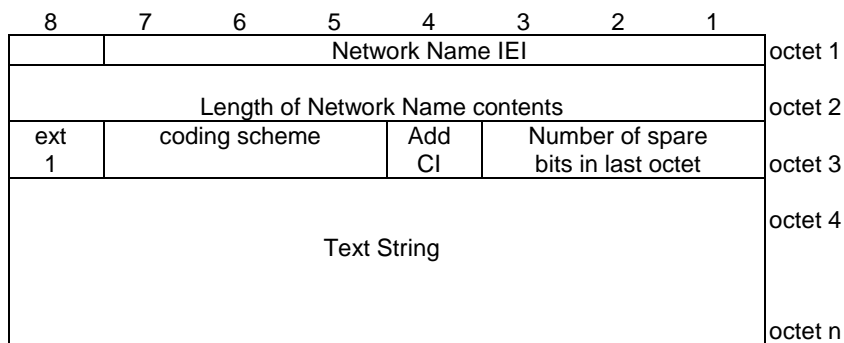 8 7 6 5 4 3 2 1
Network Name IEI octet 1
Length of Network Name contents octet 2
ext coding scheme Add Number of spare
1 CI bits in last octet octet 3
octet 4
Text String
octet n